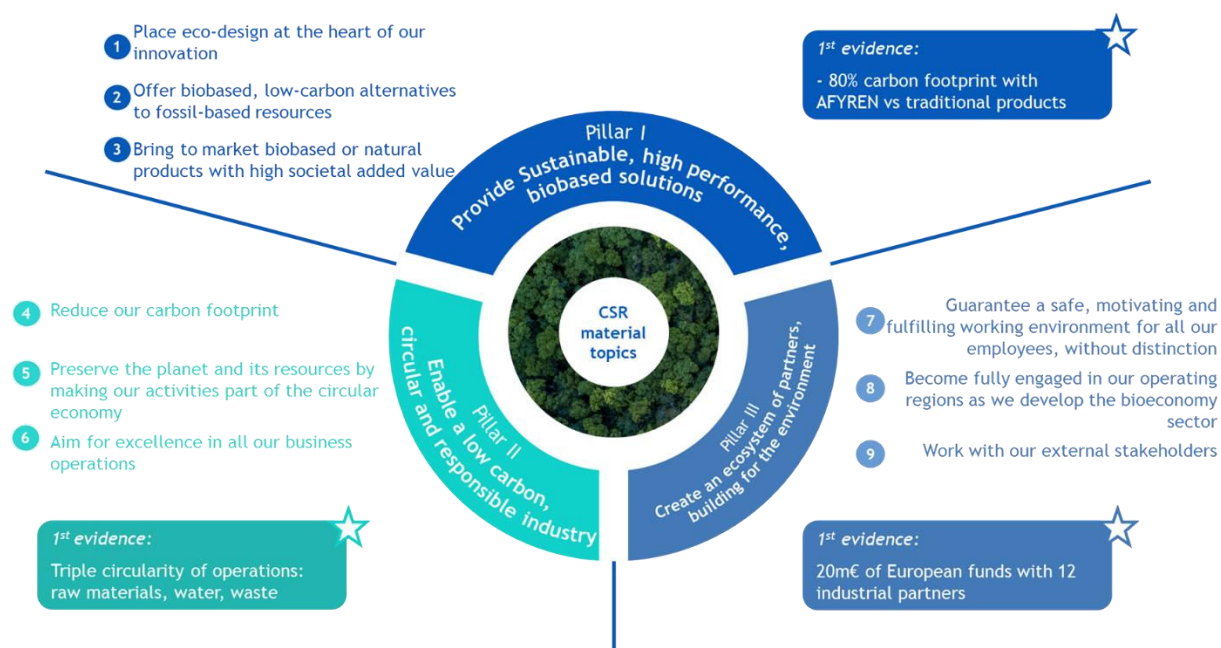 1
Place eco-design at the heart of our
innovation
2
Offer biobased, low-carbon alternatives
to fossil-based resources
3
Bring to market biobased or natural
products with high societal added value
1st evidence:
- 80% carbon footprint with
AFYREN vs traditional products
Pillar I
Provide Sustainable, high performance,
biobased solutions
CSR
material
topics
4
Reduce our carbon footprint
5
Preserve the planet and its resources by
making our activities part of the circular
economy
6
Aim for excellence in all our business
operations
Pillar II
Enable a low carbon,
circular and responsible industry
1st evidence:
Triple circularity of operations:
raw materials, water, waste
Pillar III
Create an ecosystem of partners,
building for the environment
7
Guarantee a safe, motivating and
fulfilling working environment for all our
employees, without distinction
8
Become fully engaged in our operating
regions as we develop the bioeconomy
sector
9
Work with our external stakeholders
1st evidence:
20m€ of European funds with 12
industrial partners